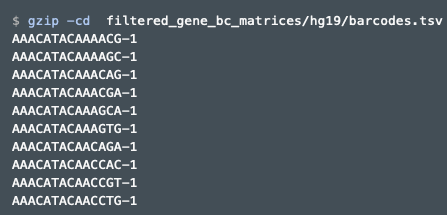 $ gzip -cd  filtered_gene_bc_matrices/hg19/barcodes.tsv
AAACATACAAAACG-1
AAACATACAAAAGC-1
AAACATACAAACAG-1
AAACATACAAACGA-1
AAACATACAAAGCA-1
AAACATACAAAGTG-1
AAACATACAACAGA-1
AAACATACAACCAC-1
AAACATACAACCGT-1
AAACATACAACCTG-1